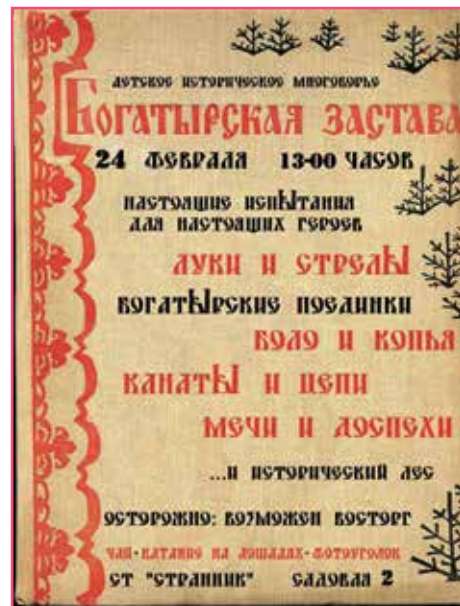 ДЕТСКОЕ ИСТОРИЧЕСКОЕ МНОГОБОРЬЕ
БОГАТЫРСКАЯ ЗАСТАВА
24 ФЕВРАЛЯ 13-00 ЧАСОВ
НАСТОЯЩИЕ ИСПЫТАНИЯ
ДЛЯ НАСТОЯЩИХ ГЕРОЕВ
ЛУКИ И СТРЕЛЫ
БОГАТЫРСКИЕ ПОЕДИНКИ
БОЛО И КОПЬЯ
КАНАТЫ И ЦЕПИ
МЕЧИ И ДОСПЕХИ
...И ИСТОРИЧЕСКИЙ ЛЕС
ОСТОРОЖНО: ВОЗМОЖЕН ВОСТОРГ
ЧАЙ-КАТАНИЕ НА ЛОШАДЯХ-ФОТОУГОЛОК
СТ "СТРАННИК" САДОВАЯ 2